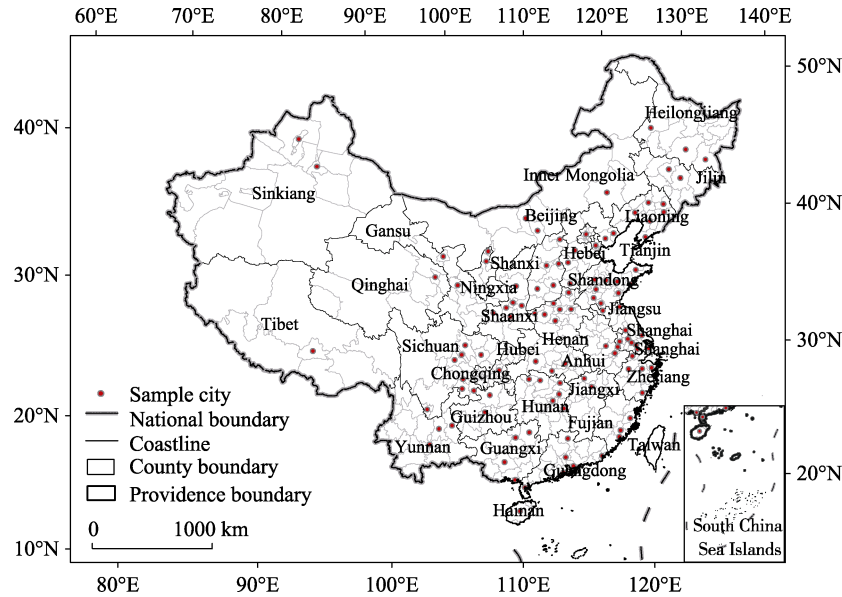 60°E 70°E 80°E 90°E 100°E 110°E 120°E 130°E 140°E
50°N
Heilongjiang
40°N
Inner Mongolia
Jilin
Sinkiang
40°N
Beijing
Liaoning
Gansu
Hebei
Tianjin
Shanxi
30°N
Qinghai
Ningxia
Shandong
Shaanxi
Jiangsu
Tibet
Shanghai
Sichuan
Hubei
Henan
30°N
Shanghai
Anhui
Chongqing
Zhejiang
Sample city
Jiangxi
National boundary
20°N
Guizhou
Hunan
Fujian
Coastline
Yunnan
Guangxi
Taiwan
County boundary
Guangdong
20°N
Providence boundary
Hainan
0 1000 km
South China
Sea Islands
10°N
80°E 90°E 100°E 110°E 120°E